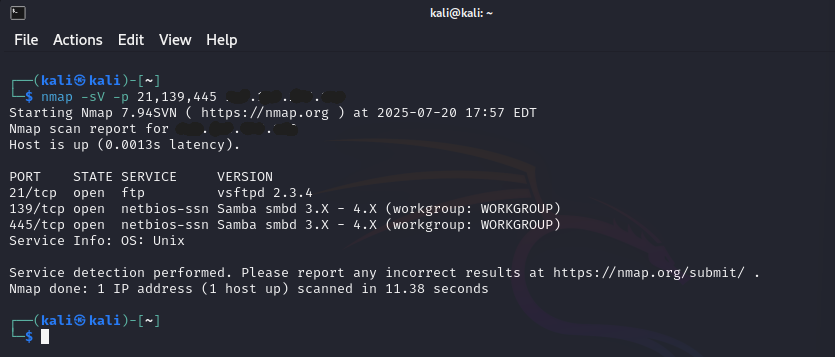 kali@kali: ~
File Actions Edit View Help
┌──(kali㉿kali)-[~]
└─$ nmap -sV -p 21,139,445
Starting Nmap 7.94SVN ( https://nmap.org ) at 2025-07-20 17:57 EDT
Nmap scan report for
Host is up (0.0013s latency).
PORT    STATE SERVICE     VERSION
21/tcp  open  ftp         vsftpd 2.3.4
139/tcp open  netbios-ssn Samba smbd 3.X - 4.X (workgroup: WORKGROUP)
445/tcp open  netbios-ssn Samba smbd 3.X - 4.X (workgroup: WORKGROUP)
Service Info: OS: Unix
Service detection performed. Please report any incorrect results at https://nmap.org/submit/ .
Nmap done: 1 IP address (1 host up) scanned in 11.38 seconds
┌──(kali㉿kali)-[~]
└─$